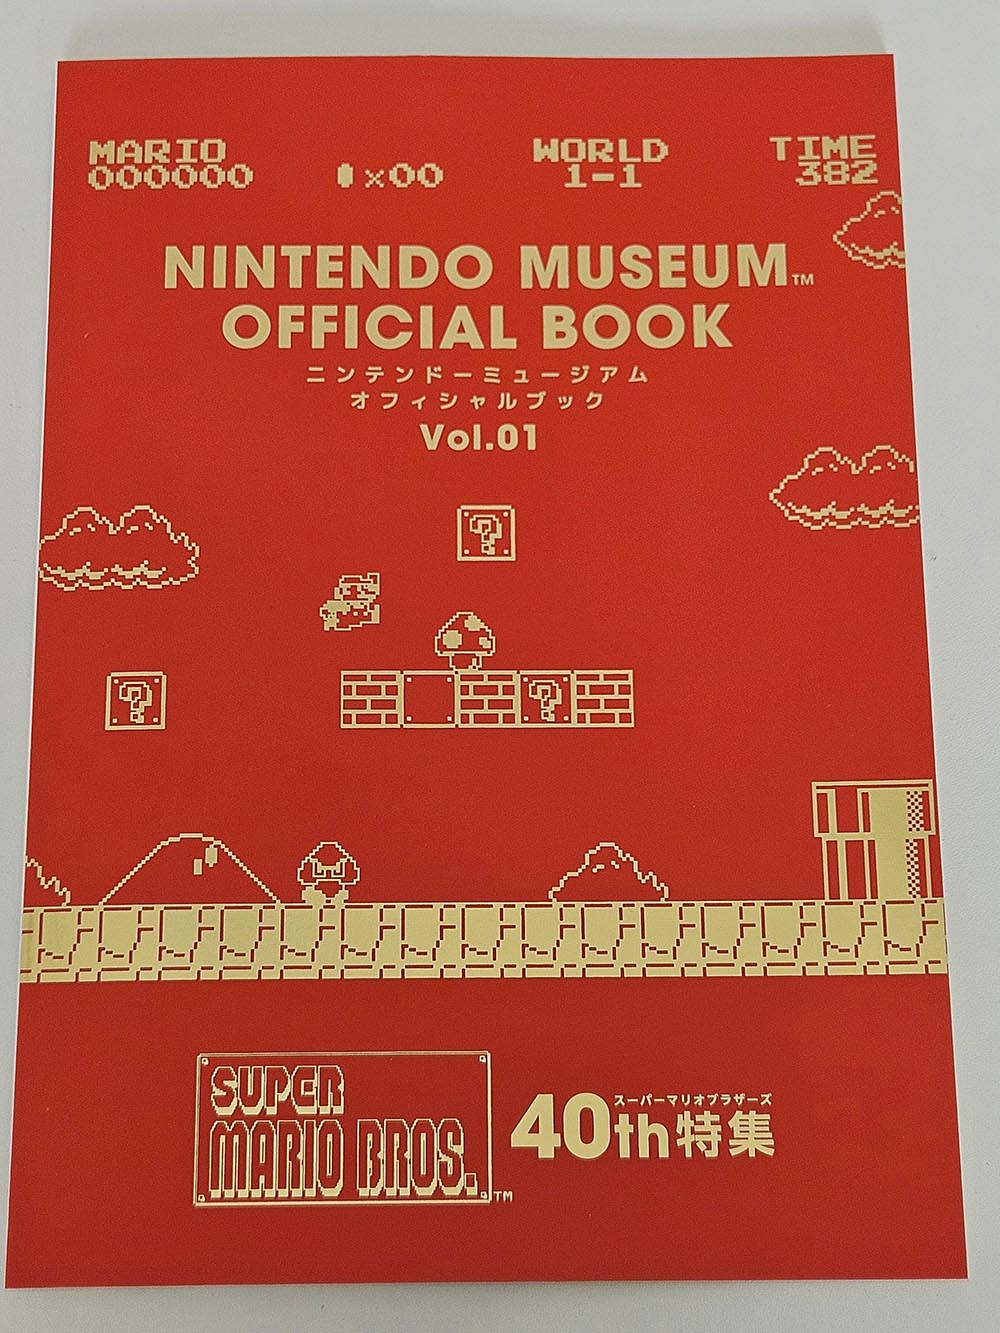 MARIO
000000
×00
WORLD
1-1
TIME
382
NINTENDO MUSEUM™
OFFICIAL BOOK
ニンテンドーミュージアム
オフィシャルブック
Vol.01
?
?
?
SUPER
MARIO BROS.™
スーパーマリオブラザーズ
40th特集